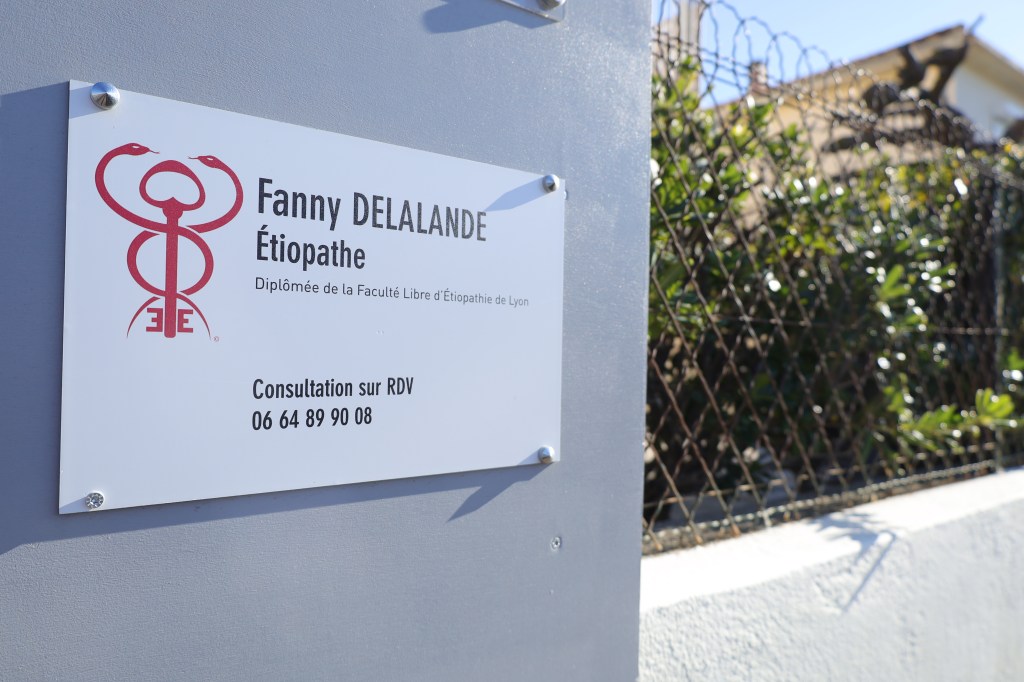 Fanny DELALANDE
Étiopathe
Diplômée de la Faculté Libre d'Étiopathie de Lyon
Consultation sur RDV
06 64 89 90 08